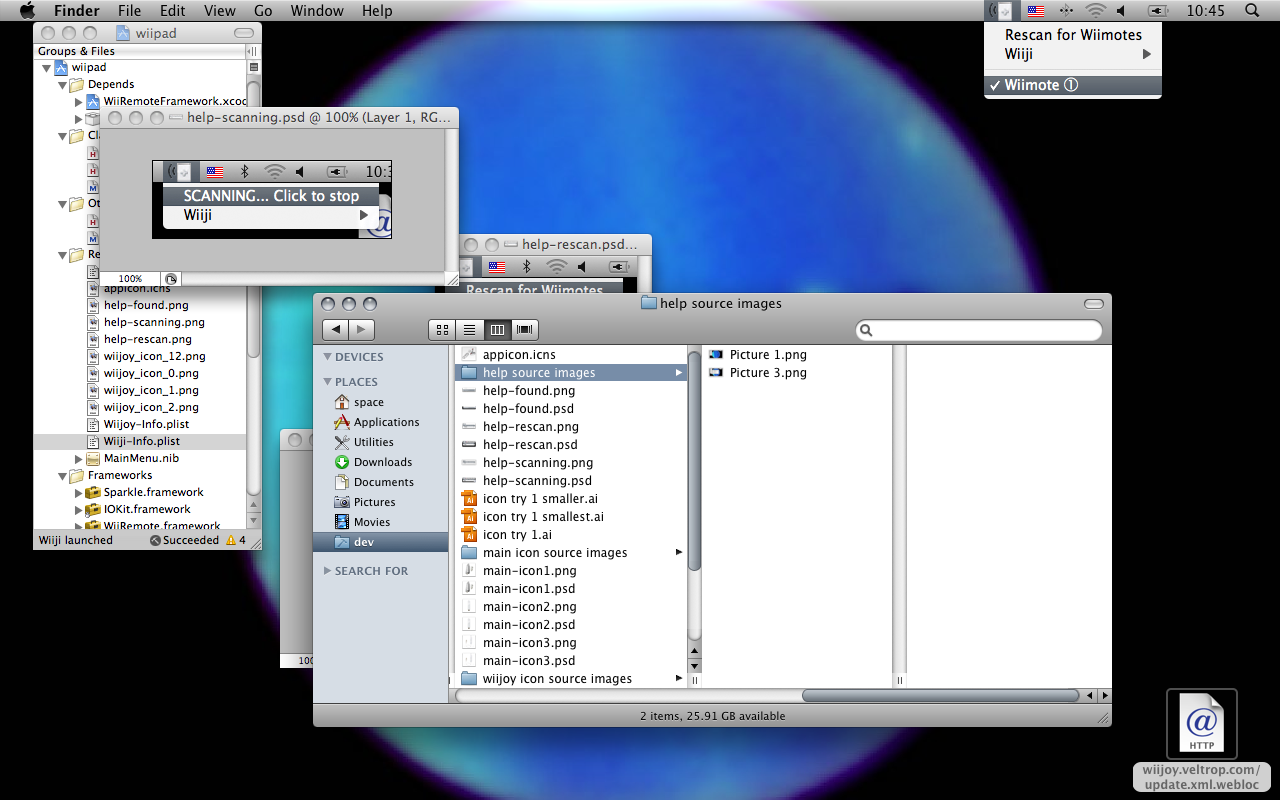 Finder File Edit View Go Window Help 10:45
Rescan for Wiimotes
Wiiji
✓ Wiimote ①
wiipad
Groups & Files
wiipad
Depends
WiiRemoteFramework.xcoc
Cl
Ot
Re
appicon.icns
help-found.png
help-scanning.png
help-rescan.png
wiijoy_icon_12.png
wiijoy_icon_0.png
wiijoy_icon_1.png
wiijoy_icon_2.png
Wiijoy-Info.plist
Wiiji-Info.plist
MainMenu.nib
Frameworks
Sparkle.framework
IOKit.framework
WiiRemote.framework
Wiiji launched Succeeded 4
help-scanning.psd @ 100% (Layer 1, RG...
10:3
SCANNING... Click to stop
Wiiji
@
100%
help-rescan.psd...
Rescan for Wiimotes
100
help source images
DEVICES
PLACES
space
Applications
Utilities
Downloads
Documents
Pictures
Movies
dev
SEARCH FOR
appicon.icns
help source images
help-found.png
help-found.psd
help-rescan.png
help-rescan.psd
help-scanning.png
help-scanning.psd
icon try 1 smaller.ai
icon try 1 smallest.ai
icon try 1.ai
main icon source images
main-icon1.png
main-icon1.psd
main-icon2.png
main-icon2.psd
main-icon3.png
main-icon3.psd
wiijoy icon source images
Picture 1.png
Picture 3.png
2 items, 25.91 GB available
@
HTTP
wiijoy.veltrop.com/
update.xml.webloc